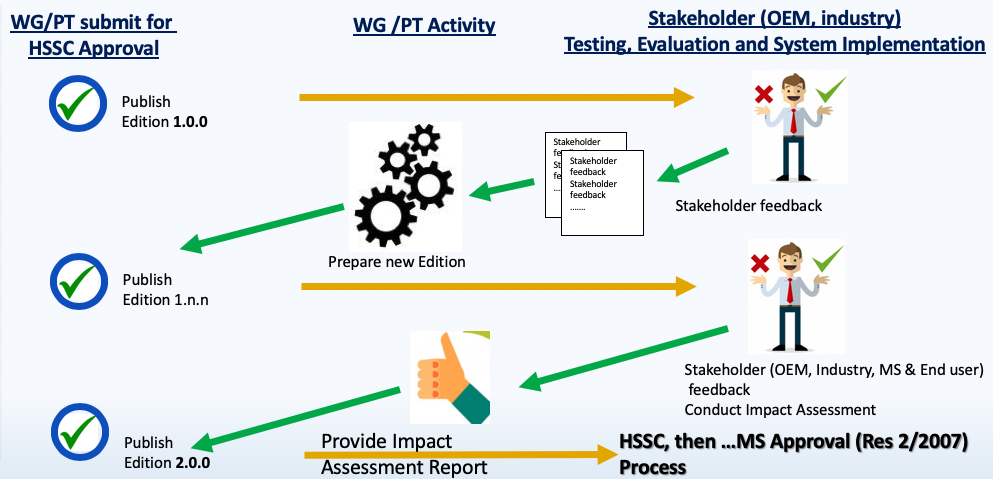 WG/PT submit for
HSSC Approval
WG /PT Activity
Stakeholder (OEM, industry)
Testing, Evaluation and System Implementation
Publish
Edition 1.0.0
Stakeholder
fe
St
fe
...
Stakeholder
feedback
Stakeholder
feedback
.......
Stakeholder feedback
Prepare new Edition
Publish
Edition 1.n.n
Stakeholder (OEM, Industry, MS & End user)
feedback
Conduct Impact Assessment
Publish
Edition 2.0.0
Provide Impact
Assessment Report
HSSC, then ...MS Approval (Res 2/2007)
Process